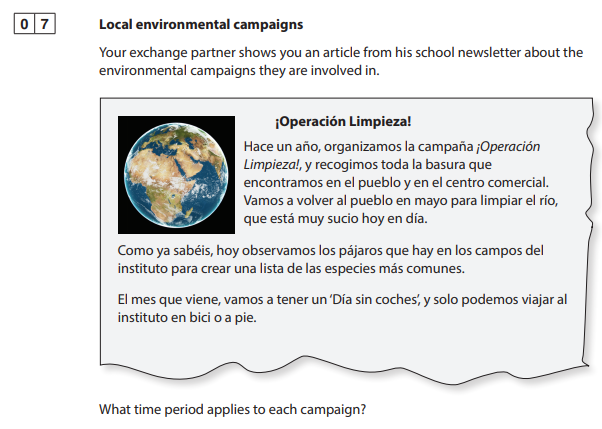 0 7 Local environmental campaigns
Your exchange partner shows you an article from his school newsletter about the
environmental campaigns they are involved in.
¡Operación Limpieza!
Hace un año, organizamos la campaña ¡Operación
Limpieza!, y recogimos toda la basura que
encontramos en el pueblo y en el centro comercial.
Vamos a volver al pueblo en mayo para limpiar el río,
que está muy sucio hoy en día.
Como ya sabéis, hoy observamos los pájaros que hay en los campos del
instituto para crear una lista de las especies más comunes.
El mes que viene, vamos a tener un ‘Día sin coches’, y solo podemos viajar al
instituto en bici o a pie.
What time period applies to each campaign?